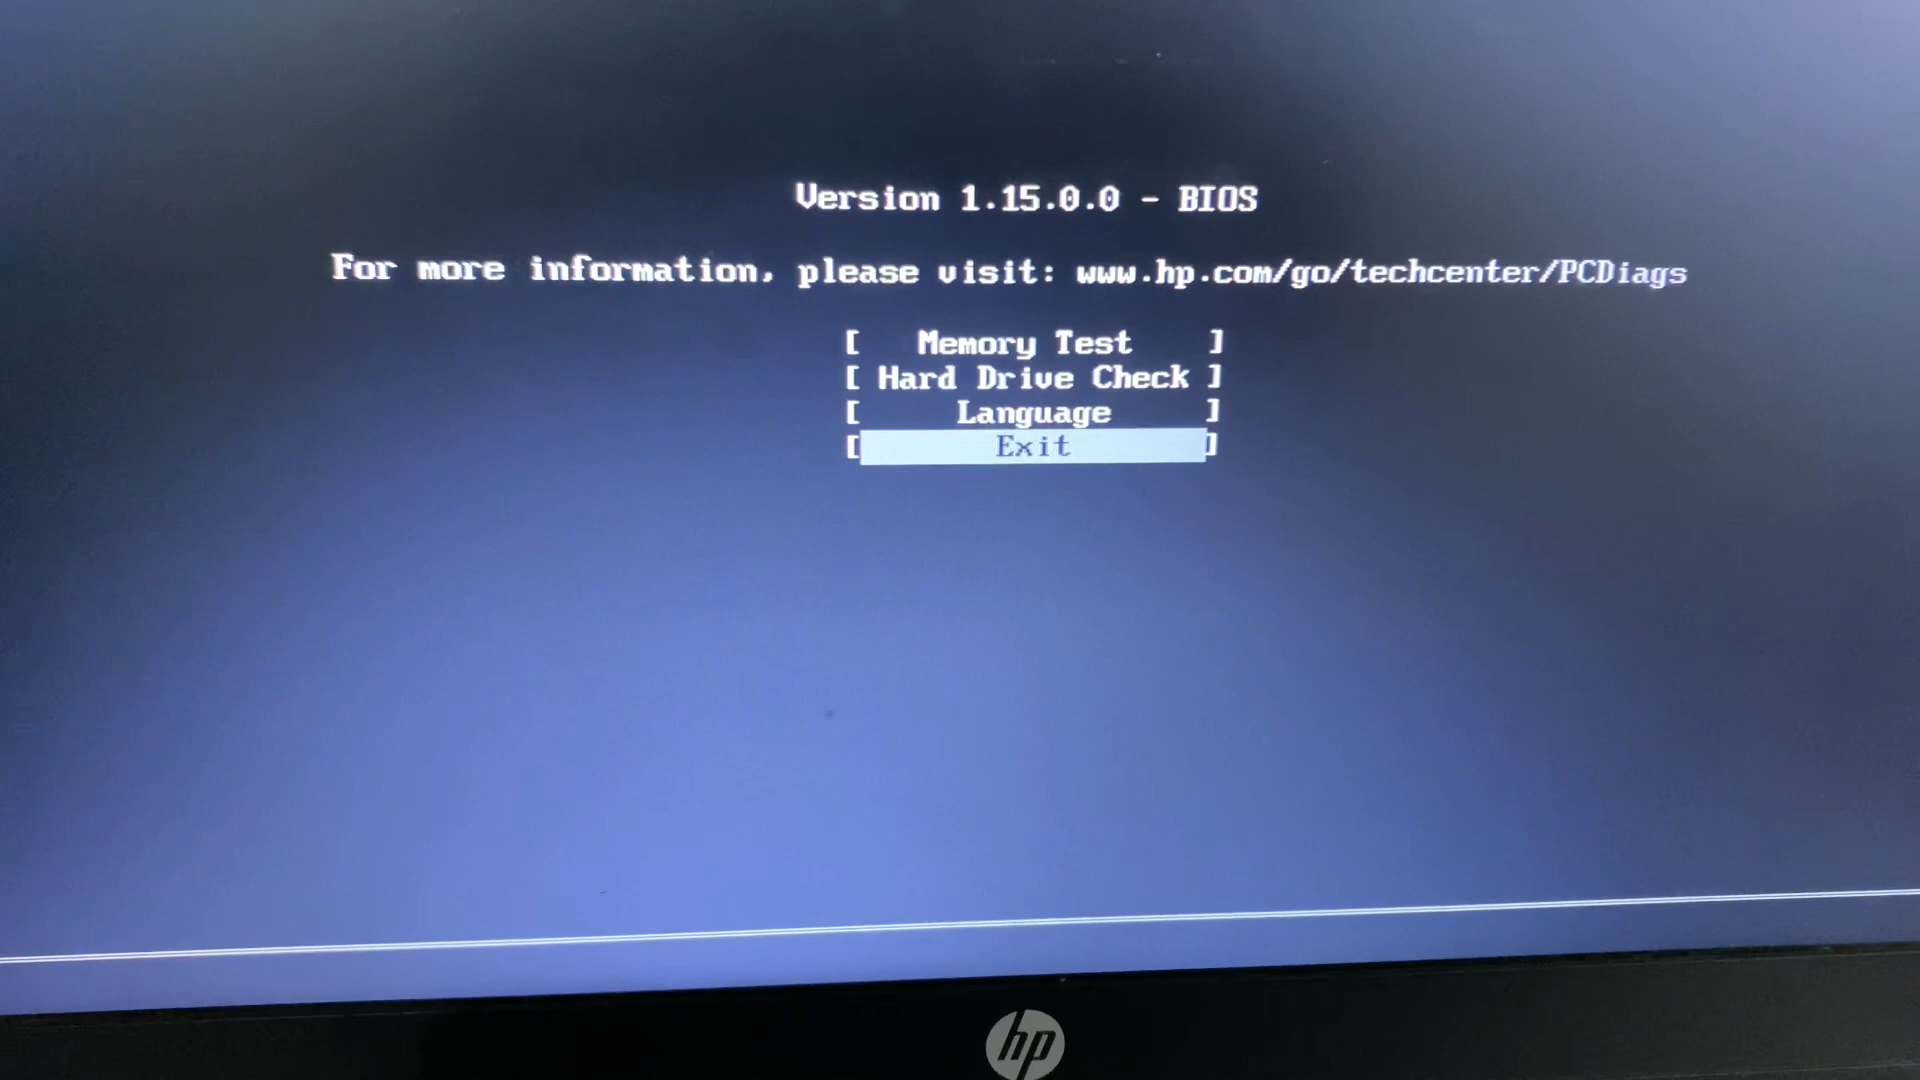 Version 1.15.0.0 - BIOS
For more information, please visit: www.hp.com/go/techcenter/PCDiags
[ Memory Test ]
[ Hard Drive Check ]
[ Language ]
[ Exit ]
hp